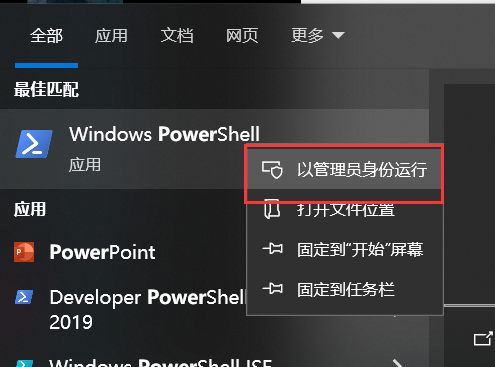 全部 应用 文档 网页 更多
最佳匹配
Windows PowerShell
应用
以管理员身份运行
打开文件位置
固定到"开始"屏幕
固定到任务栏
应用
PowerPoint
Developer PowerShell
2019
Windows PowerShell ISE